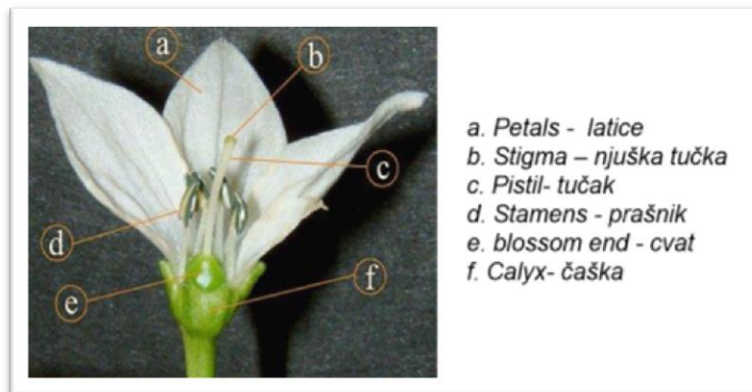 a
b
c
d
e
f
a. Petals - latice
b. Stigma – njuška tučka
c. Pistil- tučak
d. Stamens - prašnik
e. blossom end - cvat
f. Calyx- čaška